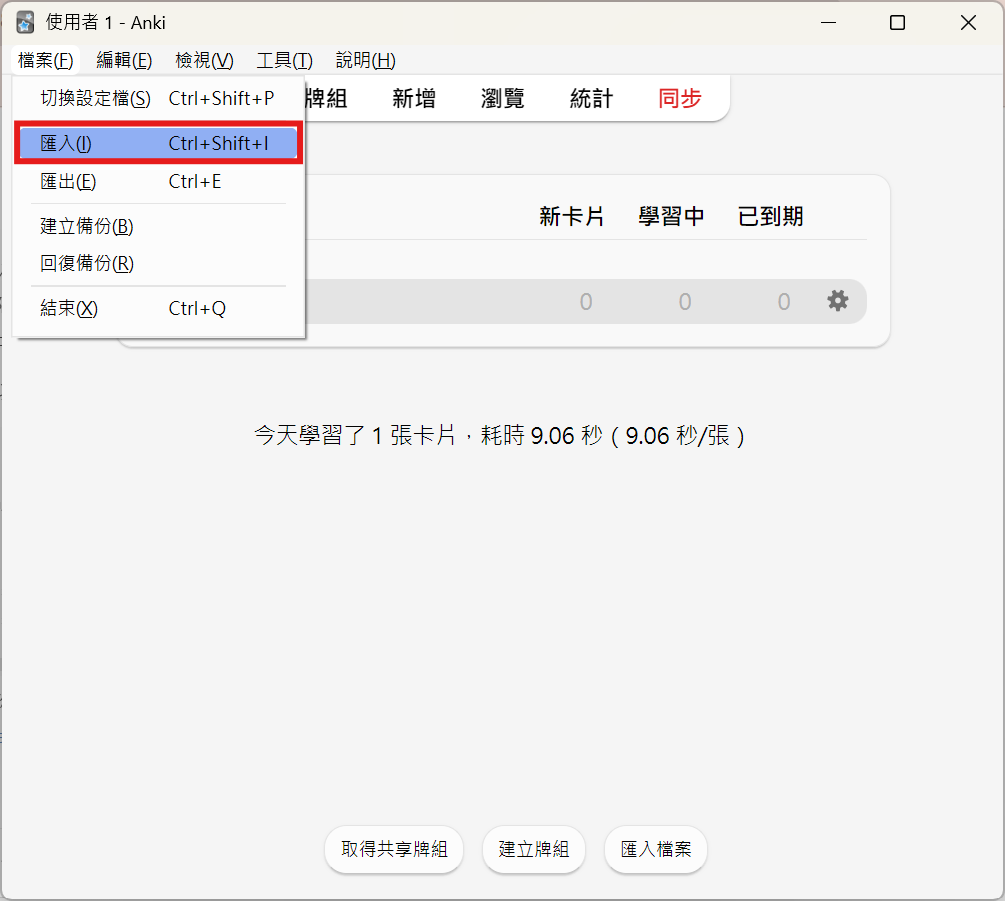 使用者 1 - Anki
檔案(F) 編輯(E) 檢視(V) 工具(T) 說明(H)
切換設定檔(S) Ctrl+Shift+P
牌組 新增 瀏覽 統計 同步
匯入(I) Ctrl+Shift+I
匯出(E) Ctrl+E
建立備份(B)
回復備份(R)
結束(X) Ctrl+Q
新卡片 學習中 已到期
0 0 0
今天學習了 1 張卡片，耗時 9.06 秒 ( 9.06 秒/張 )
取得共享牌組 建立牌組 匯入檔案